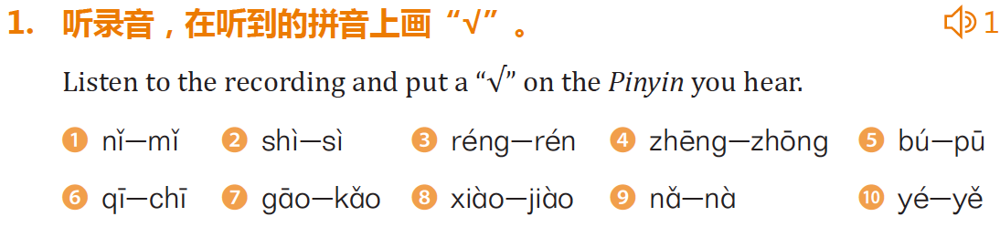 1. 听录音，在听到的拼音上画“√”。 1
Listen to the recording and put a “√” on the Pinyin you hear.
1 nǐ—mǐ 2 shì—sì 3 réng—rén 4 zhēng—zhōng 5 bú—pū
6 qī—chī 7 gāo—kǎo 8 xiào—jiào 9 nǎ—nà 10 yé—yě